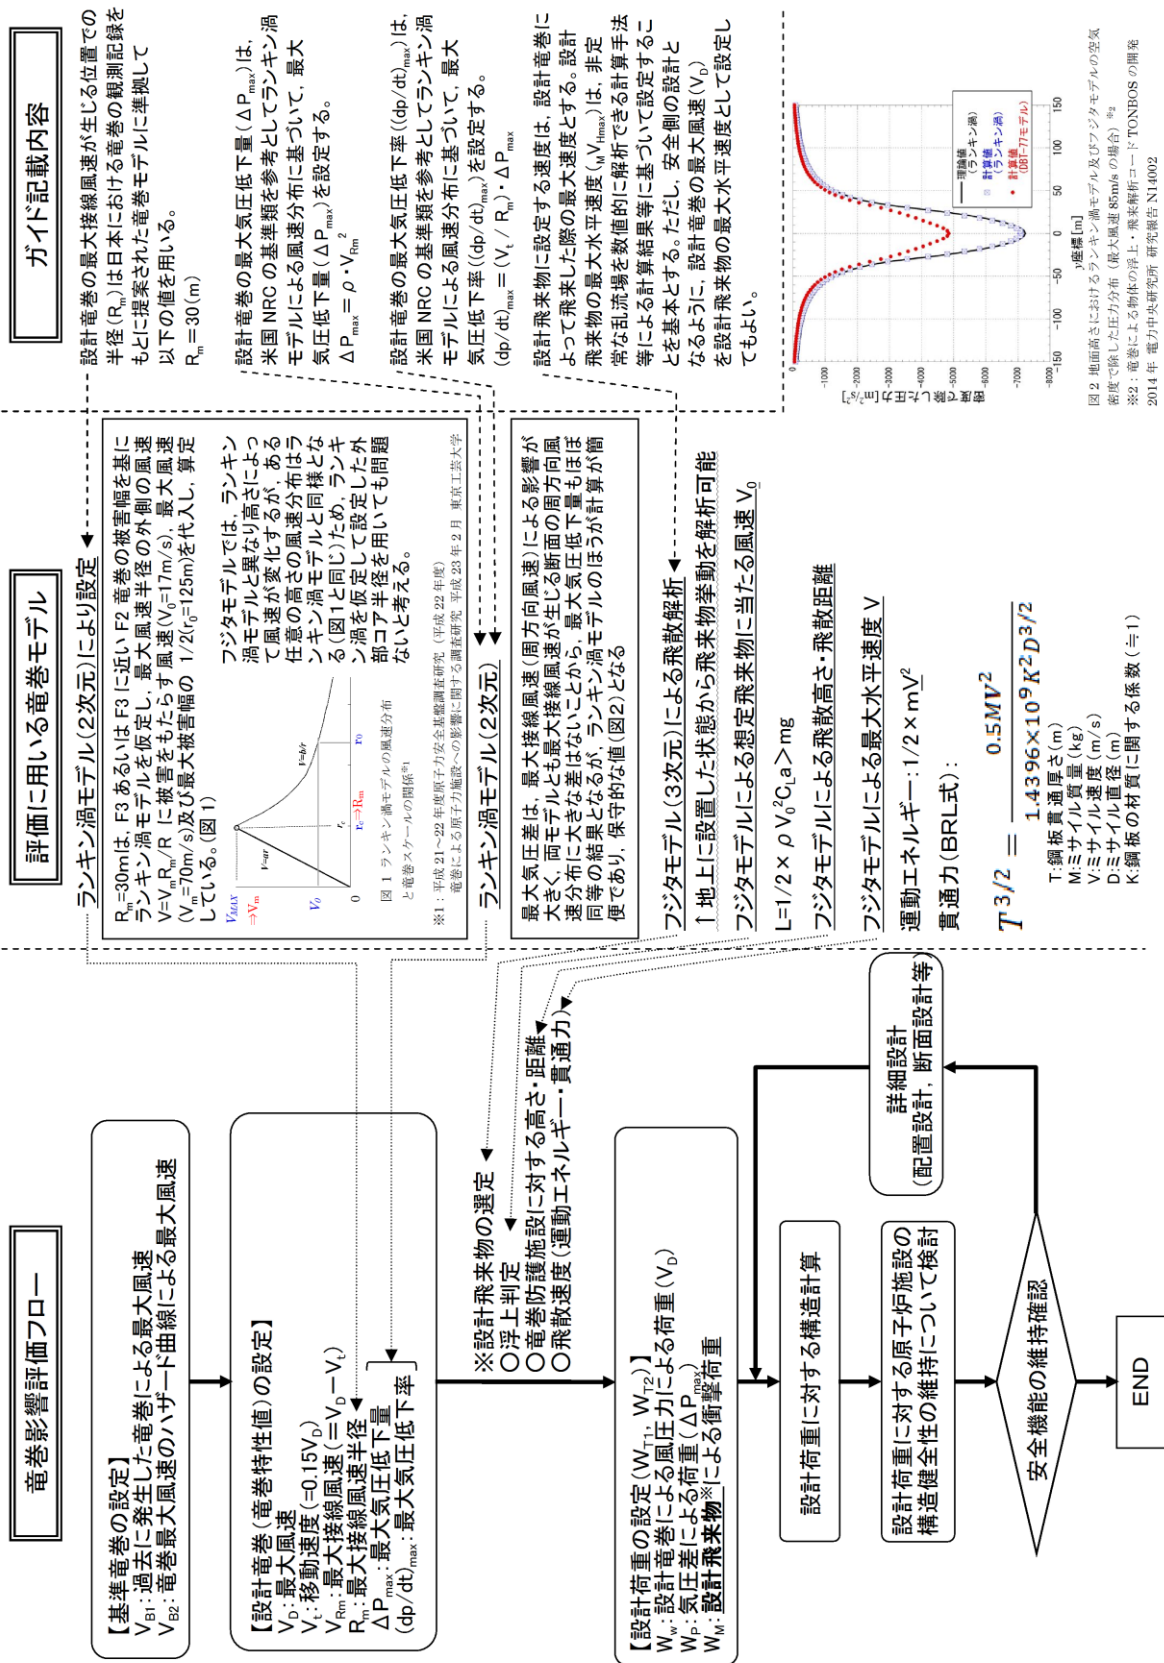 竜巻影響評価フロー
【基準竜巻の設定】
V_B1:過去に発生した竜巻による最大風速
V_B2:竜巻最大風速のハザード曲線による最大風速
【設計竜巻(竜巻特性値)の設定】
V_D:最大風速
V_t:移動速度(=0.15V_D)
V_Rm:最大接線風速(=V_D－V_t)
R_m:最大接線風速半径
ΔP_max:最大気圧低下量
(dp/dt)_max:最大気圧低下率
※設計飛来物の選定
○浮上判定
○竜巻防護施設に対する高さ・距離
○飛散速度(運動エネルギー・貫通力)
【設計荷重の設定(W_T1, W_T2)】
W_w:設計竜巻による風圧力による荷重(V_D)
W_P:気圧差による荷重(ΔP_max)
W_M:設計飛来物※による衝撃荷重
設計荷重に対する構造計算
設計荷重に対する原子炉施設の
構造健全性の維持について検討
安全機能の維持確認
詳細設計
(配置設計，断面設計等)
END
評価に用いる竜巻モデル
ランキン渦モデル(2次元)により設定
R_m=30mは、F3 あるいは F3 に近い F2 竜巻の被害幅を基に
ランキン渦モデルを仮定し、最大風速半径の外側の風速
V=V_mR_m/R に被害をもたらす風速(V_0=17m/s)、最大風速
(V_m=70m/s)及び最大被害幅の 1/2(r_0=125m)を代入し、算定
している。(図 1)
V_MAX
⇒V_m
V_0
0
V=ar
V=b/r
r_c
r_c⇒R_m
r_0
図 1 ランキン渦モデルの風速分布
と竜巻スケールの関係※1
フジタモデルでは、ランキン
渦モデルと異なり高さによっ
て風速が変化するが、ある
任意の高さの風速分布はラ
ンキン渦モデルと同様とな
る(図1と同じ)ため、ランキ
ン渦を仮定して設定した外
部コア半径を用いても問題
ないと考える。
※1：平成 21～22 年度原子力安全基盤調査研究（平成 22 年度）
竜巻による原子力施設への影響に関する調査研究 平成 23 年 2 月 東京工芸大学
ランキン渦モデル(2次元)
最大気圧差は、最大接線風速(周方向風速)による影響が
大きく、両モデルとも最大接線風速が生じる断面の周方向風
速分布に大きな差はないことから、最大気圧低下量もほぼ
同等の結果となるが、ランキン渦モデルのほうが計算が簡
便であり、保守的な値(図2)となる
フジタモデル(3次元)による飛散解析
↑地上に設置した状態から飛来物挙動を解析可能
フジタモデルによる想定飛来物に当たる風速 V_0
L=1/2×ρV_0²C_La>mg
フジタモデルによる飛散高さ・飛散距離
フジタモデルによる最大水平速度 V
運動エネルギー:1/2×mV²
貫通力(BRL式):
T^3/2 = 0.5MV² / 1.4396×10⁹K²D^3/2
T:鋼板貫通厚さ(m)
M:ミサイル質量(kg)
V:ミサイル速度(m/s)
D:ミサイル直径(m)
K:鋼板の材質に関する係数(≒1)
ガイド記載内容
設計竜巻の最大接線風速が生じる位置での
半径(R_m)は日本における竜巻の観測記録を
もとに提案された竜巻モデルに準拠して
以下の値を用いる。
R_m=30(m)
設計竜巻の最大気圧低下量(ΔP_max)は、
米国 NRC の基準類を参考としてランキン渦
モデルによる風速分布に基づいて、最大
気圧低下量(ΔP_max)を設定する。
ΔP_max＝ρ・V_Rm²
設計竜巻の最大気圧低下率((dp/dt)_max)は、
米国 NRC の基準類を参考としてランキン渦
モデルによる風速分布に基づいて、最大
気圧低下率((dp/dt)_max)を設定する。
(dp/dt)_max＝(V_t / R_m)・ΔP_max
設計飛来物に設定する速度は、設計竜巻に
よって飛来した際の最大速度とする。設計
飛来物の最大水平速度(_MV_Hmax)は、非定
常な乱流場を数値的に解析できる計算手法
等による計算結果等に基づいて設定するこ
とを基本とする。ただし、安全側の設計と
なるように、設計竜巻の最大風速(V_D)
を設計飛来物の最大水平速度として設定し
てもよい。
密度で除した圧力[m²/s²]
0
-1000
-2000
-3000
-4000
-5000
-6000
-7000
-8000
-150
-100
-50
0
50
100
150
y座標[m]
理論値
(ランキン渦)
計算値
(ランキン渦)
計算値
(DBT-77モデル)
図 2 地面高さにおけるランキン渦モデル及びフジタモデルの空気
密度で除した圧力分布（最大風速 85m/s の場合）※2
※2：竜巻による物体の浮上・飛来解析コード TONBOS の開発
2014 年 電力中央研究所 研究報告 N14002